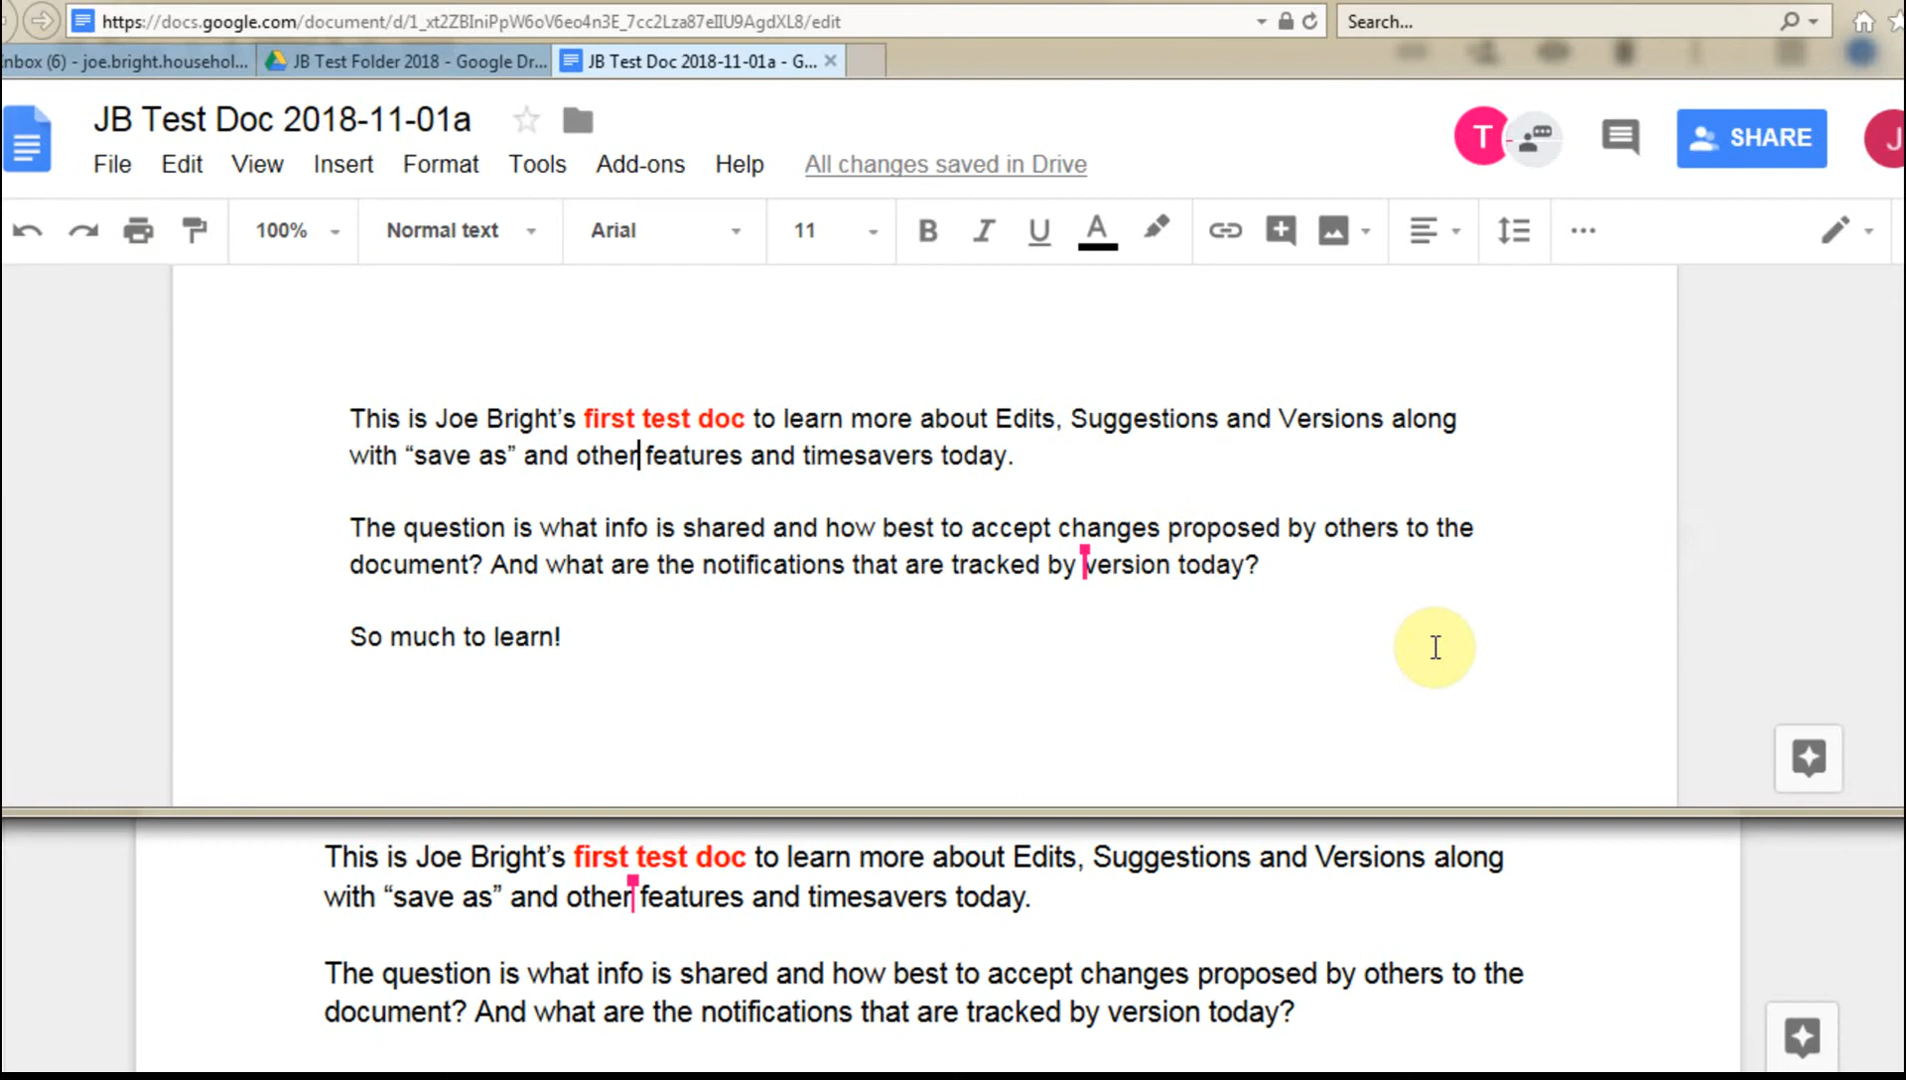 https://docs.google.com/document/d/1_xt2ZBIniPpW6oV6eo4n3E_7cc2Lza87eIIU9AgdXL8/edit
Search...
Inbox (6) - joe.bright.househol...
JB Test Folder 2018 - Google Dr...
JB Test Doc 2018-11-01a - G...
JB Test Doc 2018-11-01a
T
SHARE
J
File Edit View Insert Format Tools Add-ons Help All changes saved in Drive
100% Normal text Arial 11 B I U A
This is Joe Bright’s first test doc to learn more about Edits, Suggestions and Versions along
with “save as” and other features and timesavers today.
The question is what info is shared and how best to accept changes proposed by others to the
document? And what are the notifications that are tracked by version today?
So much to learn!
This is Joe Bright’s first test doc to learn more about Edits, Suggestions and Versions along
with “save as” and other features and timesavers today.
The question is what info is shared and how best to accept changes proposed by others to the
document? And what are the notifications that are tracked by version today?